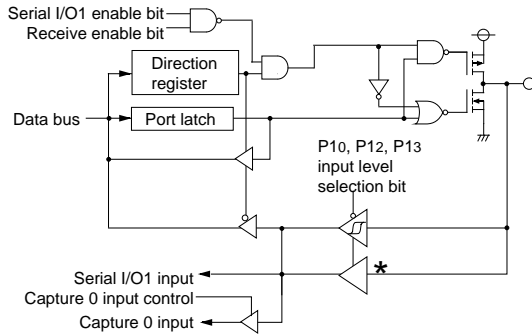 Serial I/O1 enable bit
Receive enable bit
Direction
register
Data bus
Port latch
P10, P12, P13
input level
selection bit
*
Serial I/O1 input
Capture 0 input control
Capture 0 input